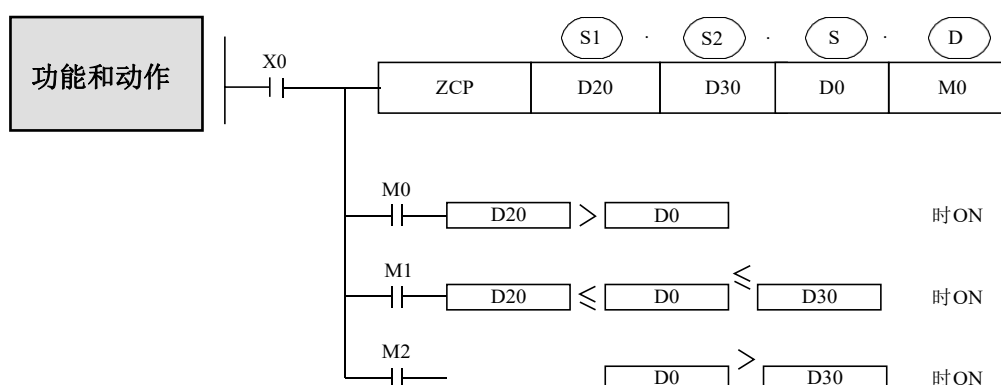 功能和动作
S1 · S2 · S · D
X0
ZCP D20 D30 D0 M0
M0
D20 > D0 时ON
M1
D20 ≤ D0 ≤ D30 时ON
M2
D0 > D30 时ON